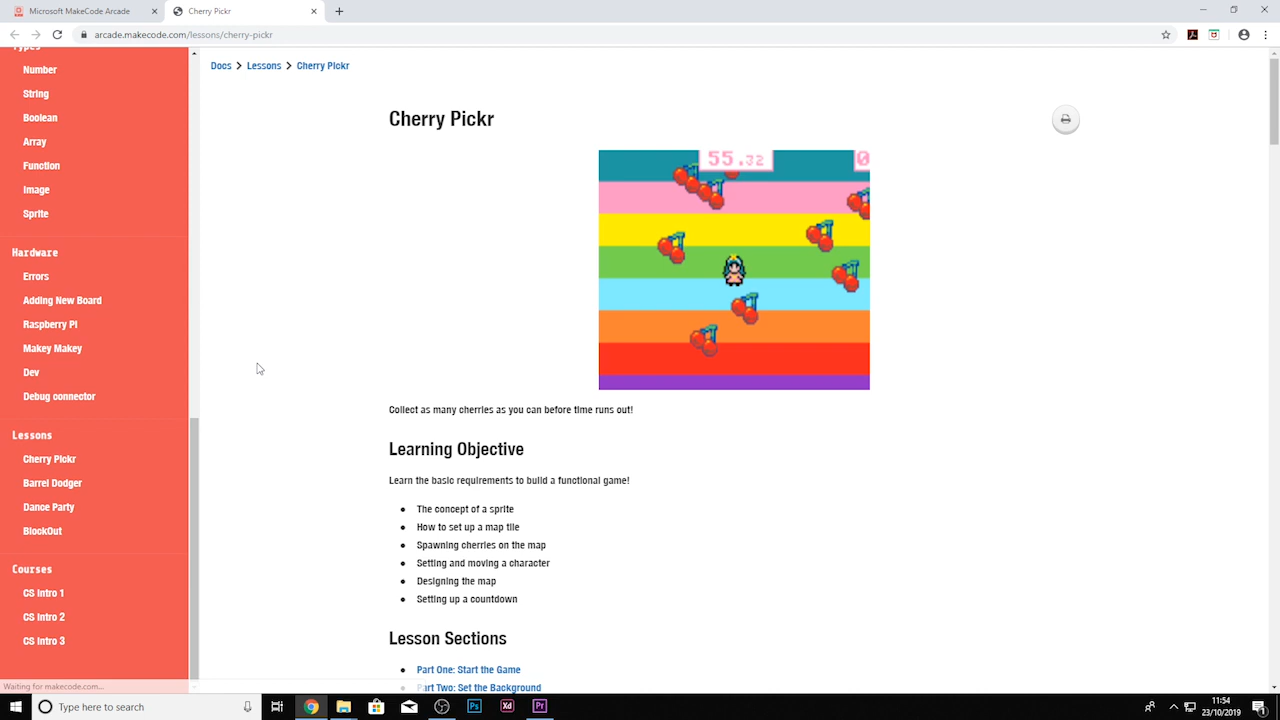 Microsoft MakeCode Arcade
Cherry Pickr
arcade.makecode.com/lessons/cherry-pickr
Types
Number
String
Boolean
Array
Function
Image
Sprite
Hardware
Errors
Adding New Board
Raspberry Pi
Makey Makey
Dev
Debug connector
Lessons
Cherry Pickr
Barrel Dodger
Dance Party
BlockOut
Courses
CS Intro 1
CS Intro 2
CS Intro 3
Docs > Lessons > Cherry Pickr
Cherry Pickr
55.32
0
Collect as many cherries as you can before time runs out!
Learning Objective
Learn the basic requirements to build a functional game!
• The concept of a sprite
• How to set up a map tile
• Spawning cherries on the map
• Setting and moving a character
• Designing the map
• Setting up a countdown
Lesson Sections
• Part One: Start the Game
• Part Two: Set the Background
Waiting for makecode.com...
Type here to search
Ps
Xd
Pr
11:54
23/10/2019
1